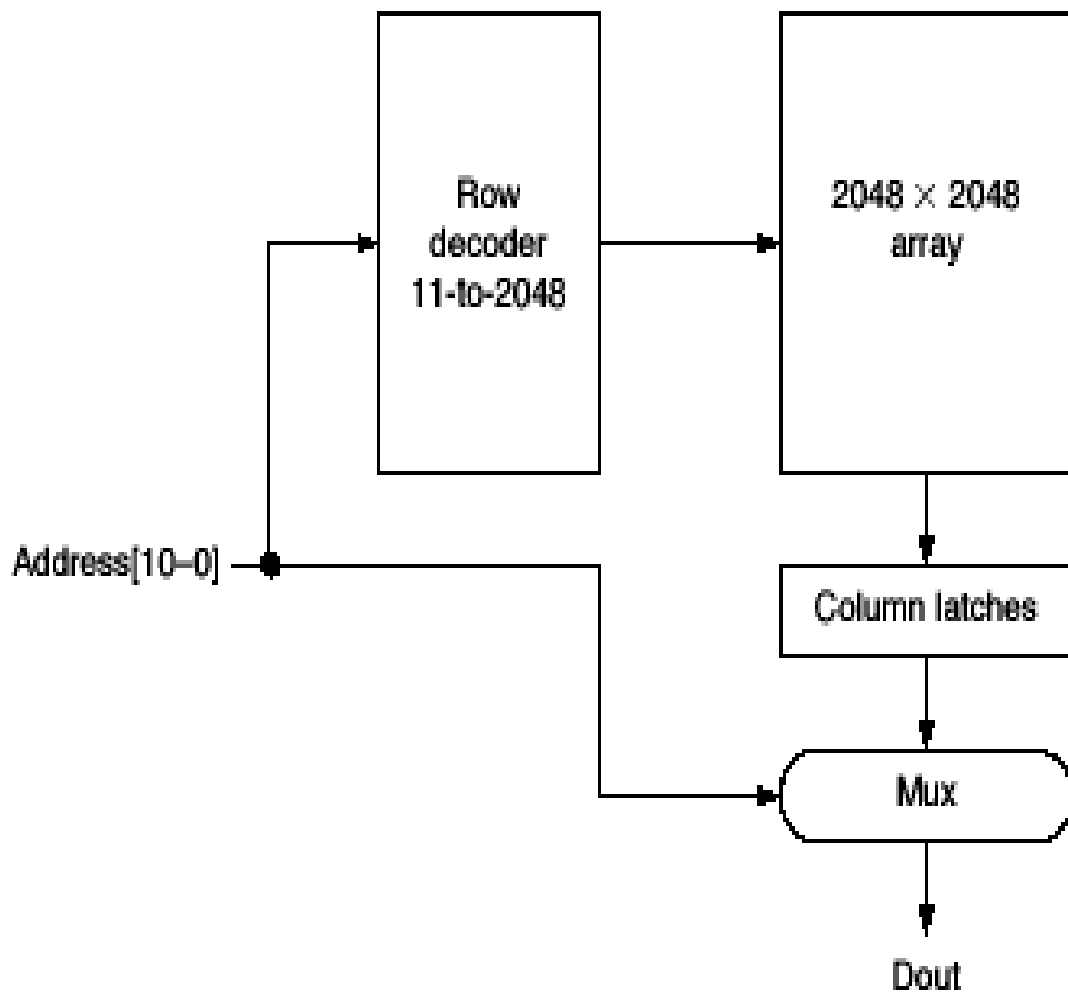 Row
decoder
11-to-2048
2048 × 2048
array
Address[10–0]
Column latches
Mux
Dout